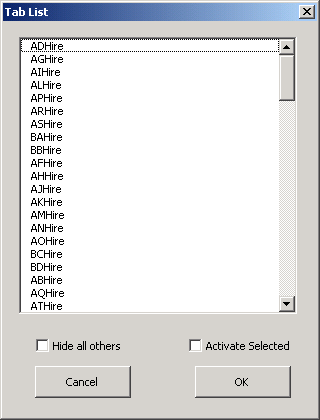 Tab List
ADHire
AGHire
AIHire
ALHire
APHire
ARHire
ASHire
BAHire
BBHire
AFHire
AHHire
AJHire
AKHire
AMHire
ANHire
AOHire
BCHire
BDHire
ABHire
AQHire
ATHire
Hide all others
Activate Selected
Cancel
OK